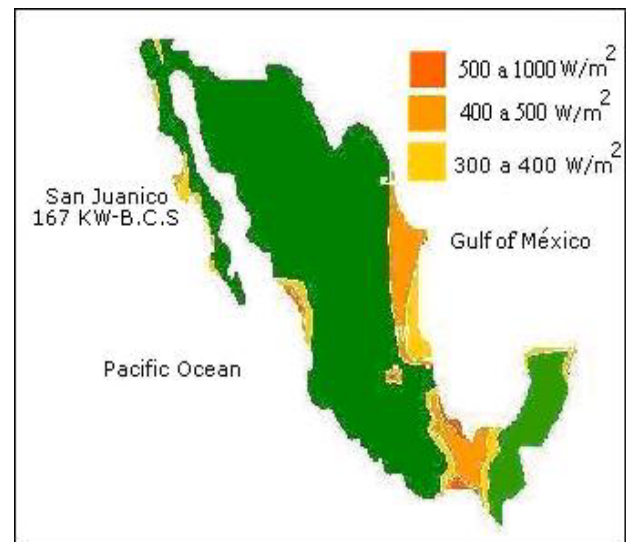 500 a 1000 W/m2
400 a 500 W/m2
300 a 400 W/m2
San Juanico
167 KW-B.C.S
Gulf of México
Pacific Ocean